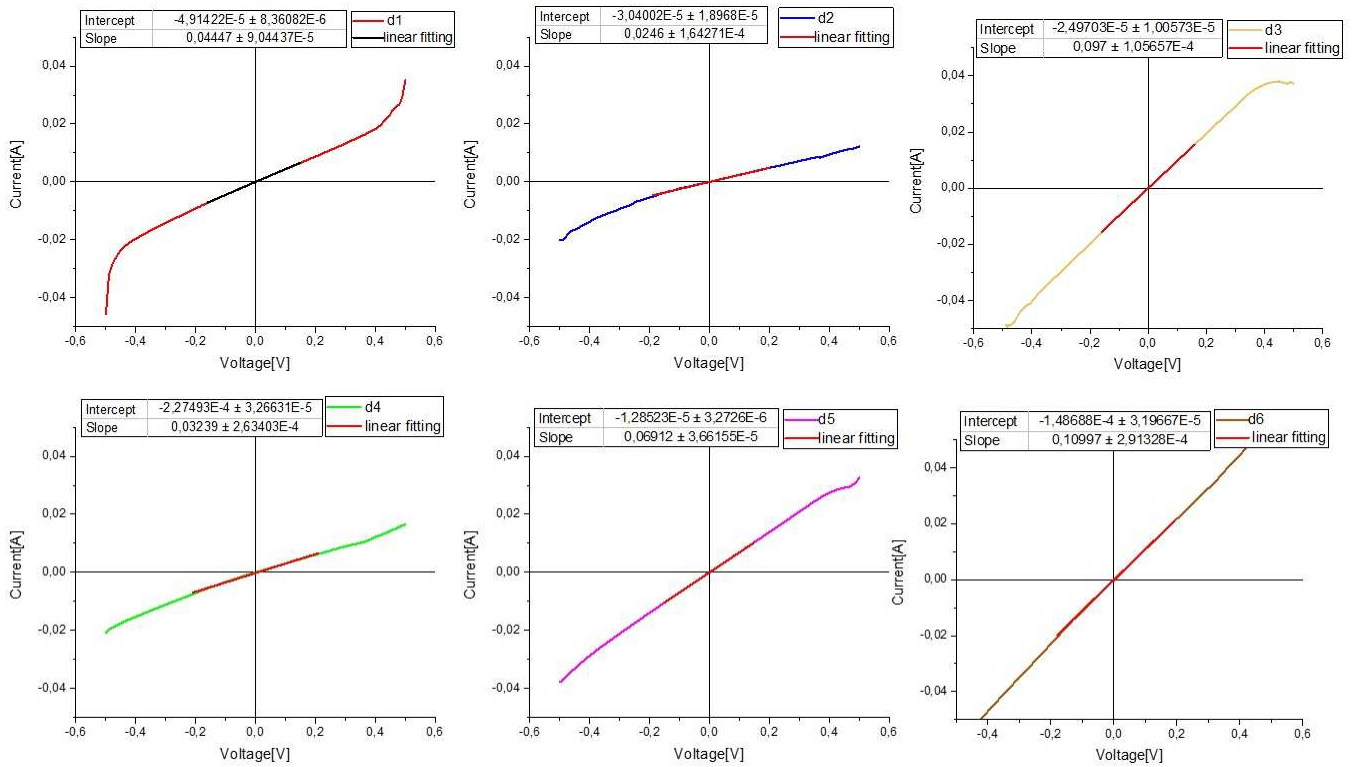 Intercept -4,91422E-5 ± 8,36082E-6
Slope 0,04447 ± 9,04437E-5
d1
linear fitting
0,04
0,02
0,00
-0,02
-0,04
-0,6 -0,4 -0,2 0,0 0,2 0,4 0,6
Current[A]
Voltage[V]
Intercept -3,04002E-5 ± 1,8968E-5
Slope 0,0246 ± 1,64271E-4
d2
linear fitting
0,04
0,02
0,00
-0,02
-0,04
-0,6 -0,4 -0,2 0,0 0,2 0,4 0,6
Current[A]
Voltage[V]
Intercept -2,49703E-5 ± 1,00573E-5
Slope 0,097 ± 1,05657E-4
d3
linear fitting
0,04
0,02
0,00
-0,02
-0,04
-0,6 -0,4 -0,2 0,0 0,2 0,4 0,6
Current[A]
Voltage[V]
Intercept -2,27493E-4 ± 3,26631E-5
Slope 0,03239 ± 2,63403E-4
d4
linear fitting
0,04
0,02
0,00
-0,02
-0,04
-0,6 -0,4 -0,2 0,0 0,2 0,4 0,6
Current[A]
Voltage[V]
Intercept -1,28523E-5 ± 3,2726E-6
Slope 0,06912 ± 3,66155E-5
d5
linear fitting
0,04
0,02
0,00
-0,02
-0,04
-0,6 -0,4 -0,2 0,0 0,2 0,4 0,6
Current[A]
Voltage[V]
Intercept -1,48688E-4 ± 3,19667E-5
Slope 0,10997 ± 2,91328E-4
d6
linear fitting
0,04
0,02
0,00
-0,02
-0,04
-0,4 -0,2 0,0 0,2 0,4 0,6
Current[A]
Voltage[V]